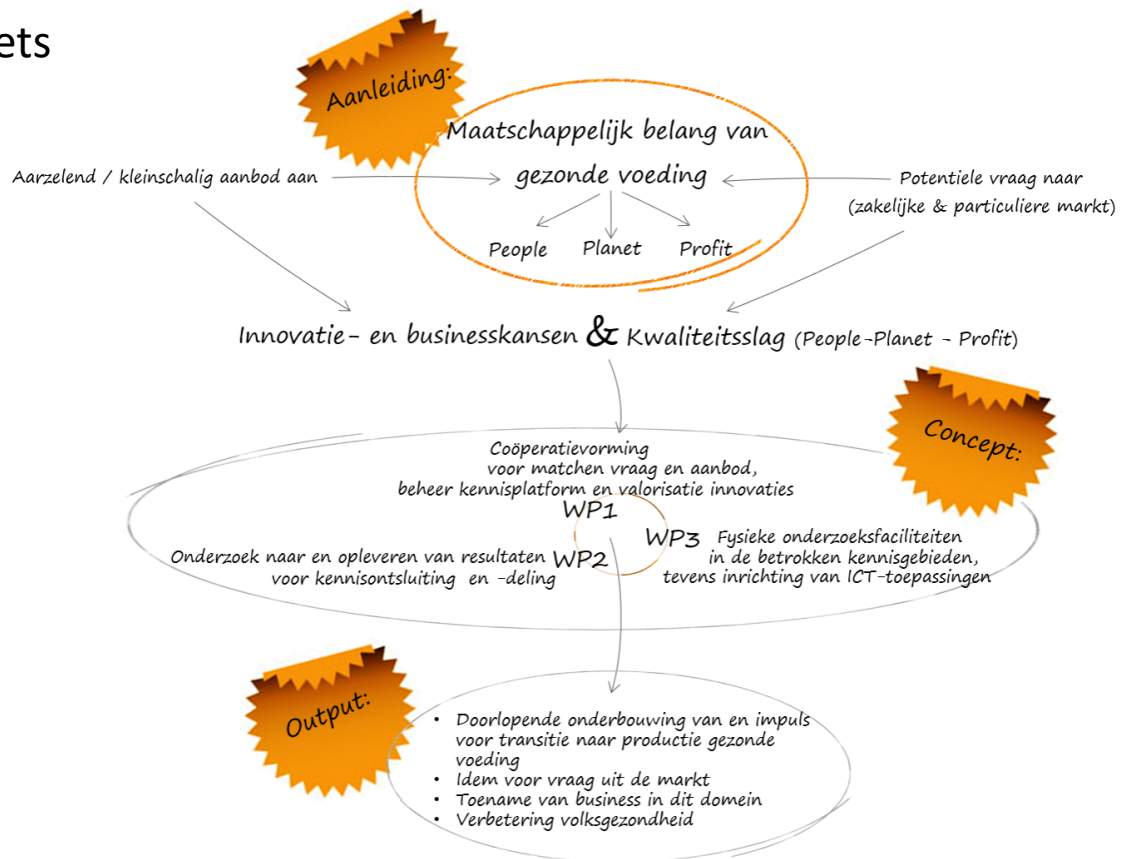 ets
Aanleiding:
Maatschappelijk belang van
Aarzelend / kleinschalig aanbod aan
gezonde voeding
Potentiele vraag naar
(zakelijke & particuliere markt)
People Planet Profit
Innovatie- en businesskansen & Kwaliteitsslag (People-Planet - Profit)
Concept:
Coöperatievorming
voor matchen vraag en aanbod,
beheer kennisplatform en valorisatie innovaties
WP1
WP3 Fysieke onderzoeksfaciliteiten
in de betrokken kennisgebieden,
tevens inrichting van ICT-toepassingen
Onderzoek naar en opleveren van resultaten WP2
voor kennisontsluiting en -deling
Output:
• Doorlopende onderbouwing van en impuls
voor transitie naar productie gezonde
voeding
• Idem voor vraag uit de markt
• Toename van business in dit domein
• Verbetering volksgezondheid